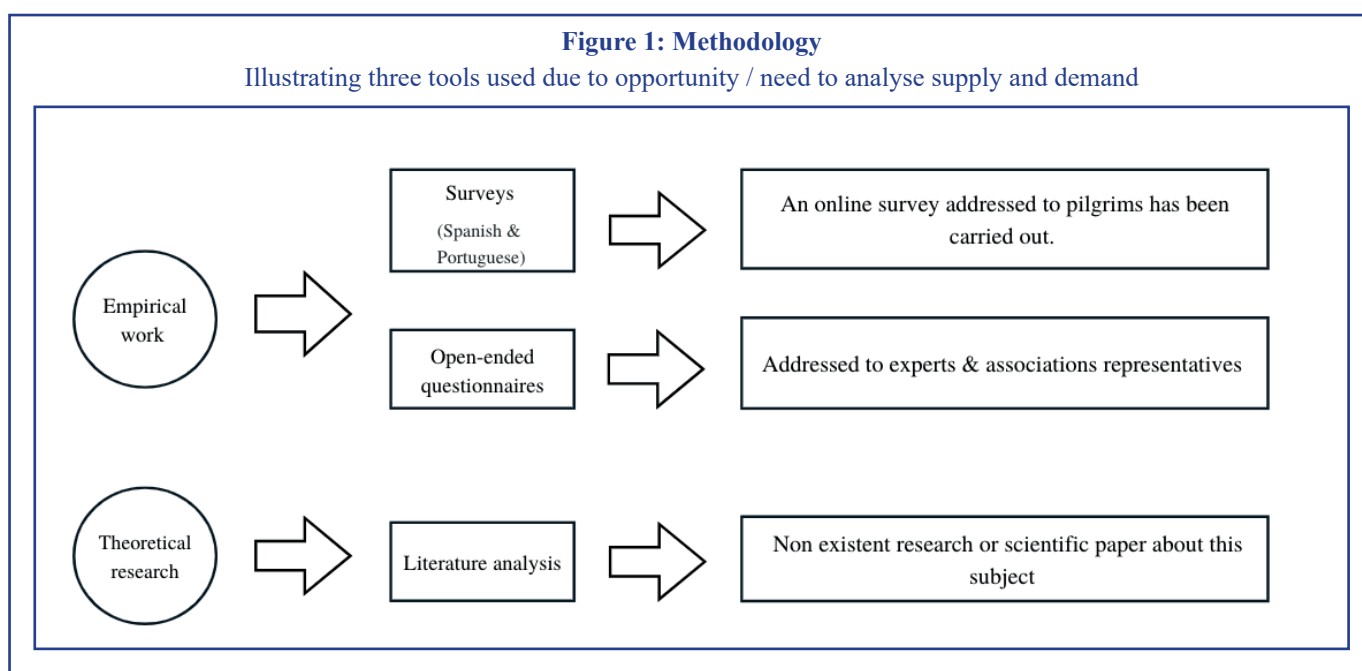 Figure 1: Methodology
Illustrating three tools used due to opportunity / need to analyse supply and demand
Empirical
work
Surveys
(Spanish &
Portuguese)
An online survey addressed to pilgrims has been
carried out.
Open-ended
questionnaires
Addressed to experts & associations representatives
Theoretical
research
Literature analysis
Non existent research or scientific paper about this
subject